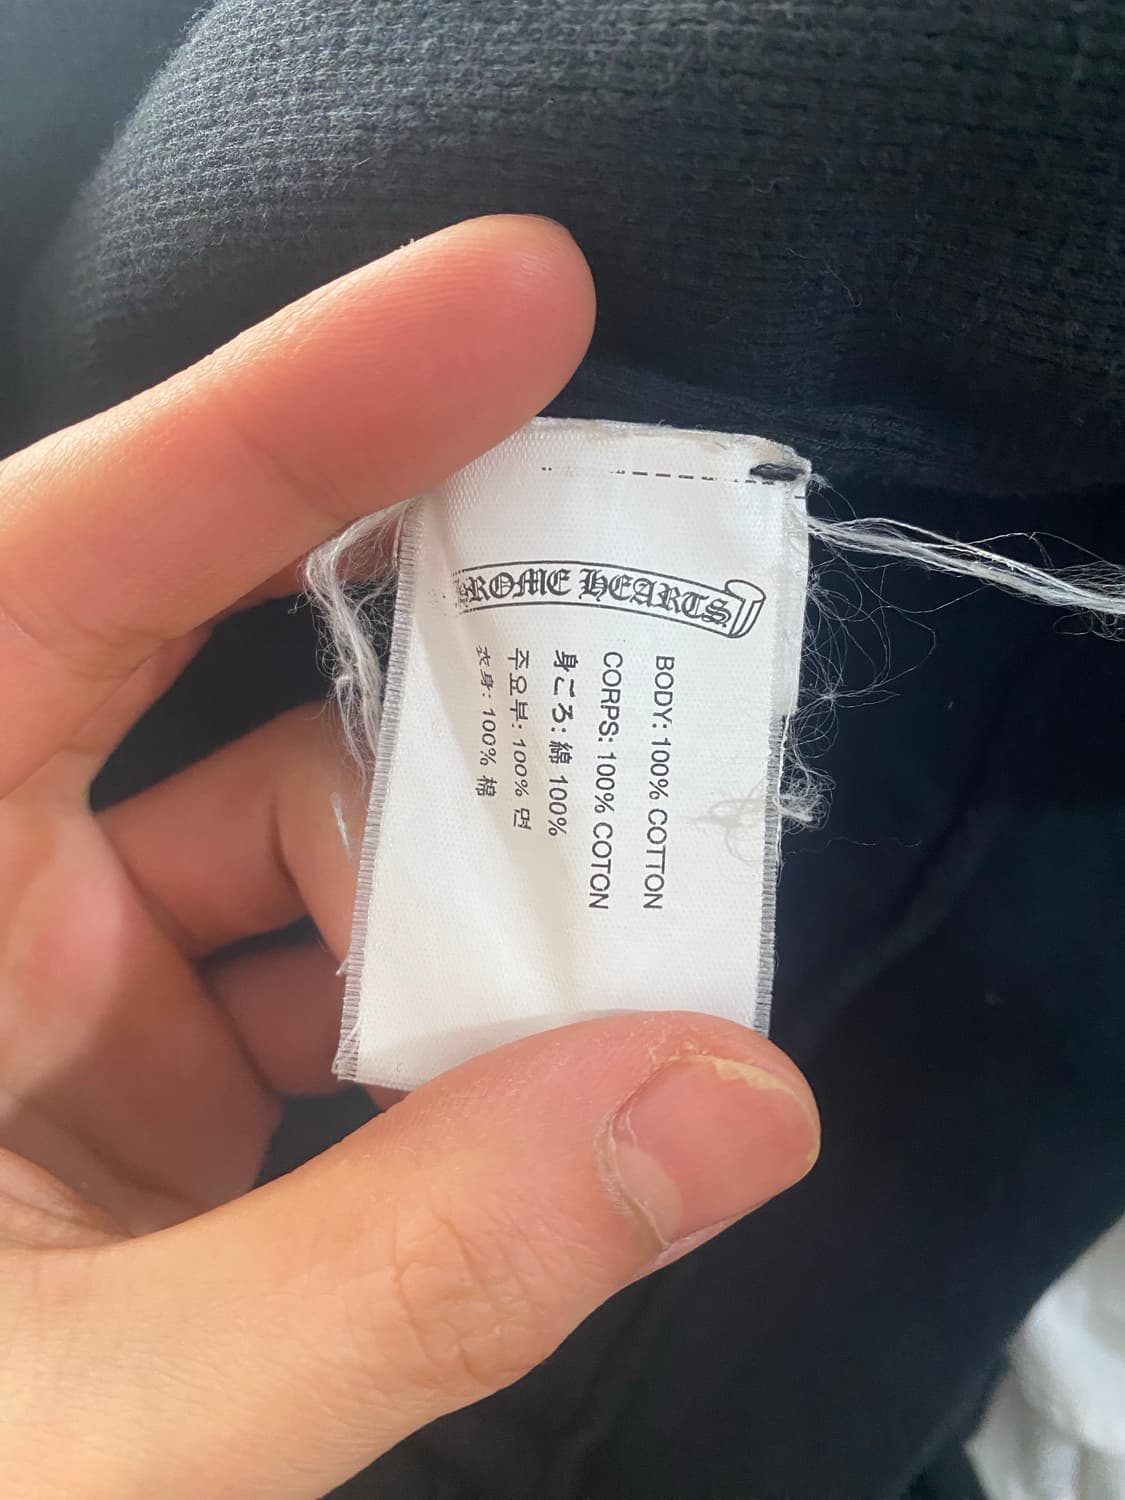 ROME HEARTS
BODY: 100% COTTON
CORPS: 100% COTON
身ごろ: 綿 100%
주요부: 100% 면
衣身: 100% 棉